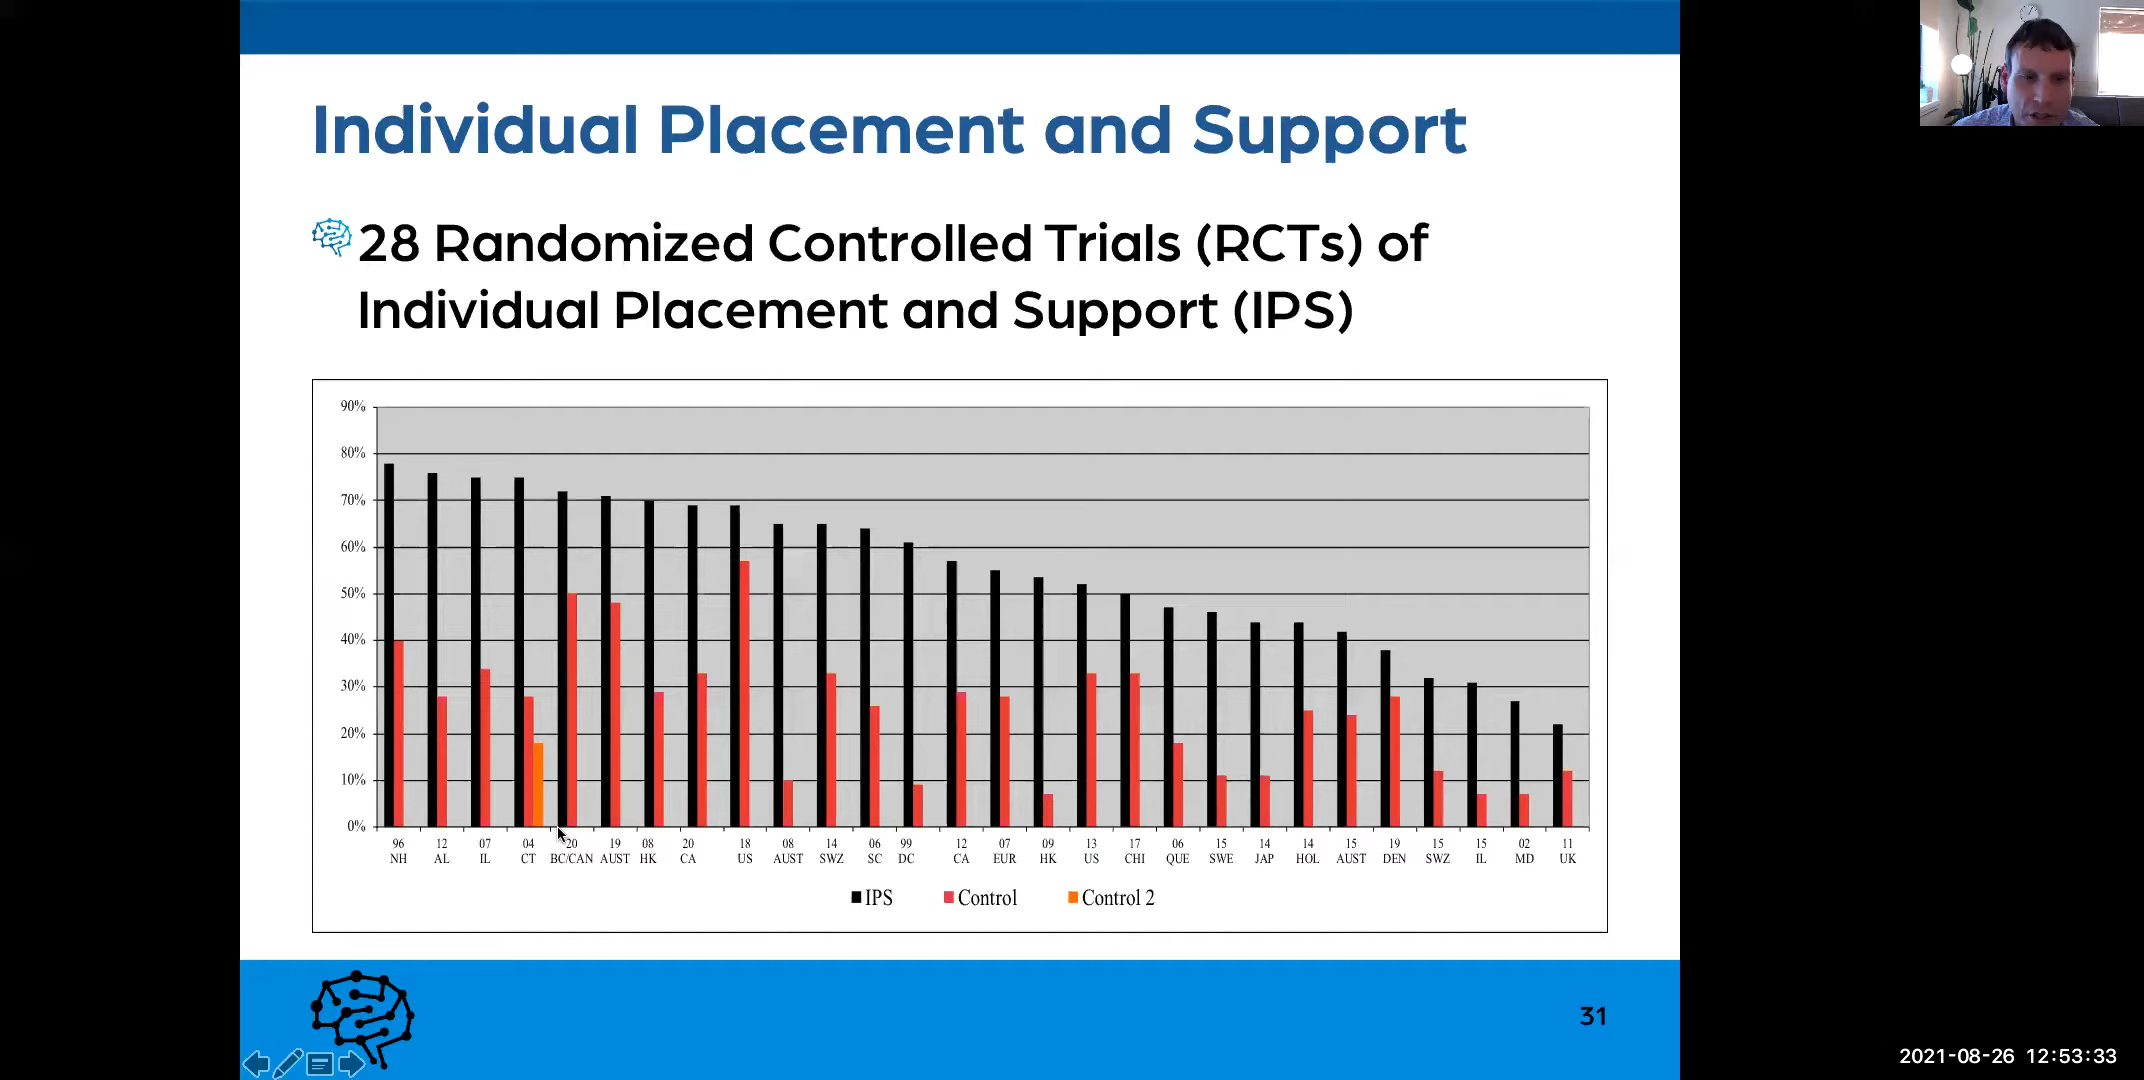 Individual Placement and Support
28 Randomized Controlled Trials (RCTs) of
Individual Placement and Support (IPS)
90%
80%
70%
60%
50%
40%
30%
20%
10%
0%
96 12 07 04 20 19 08 20 18 08 14 06 99 12 07 09 13 17 06 15 14 14 15 19 15 15 02 11
NH AL IL CT BC/CAN AUST HK CA US AUST SWZ SC DC CA EUR HK US CHI QUE SWE JAP HOL AUST DEN SWZ IL MD UK
IPS Control Control 2
31
2021-08-26 12:53:33